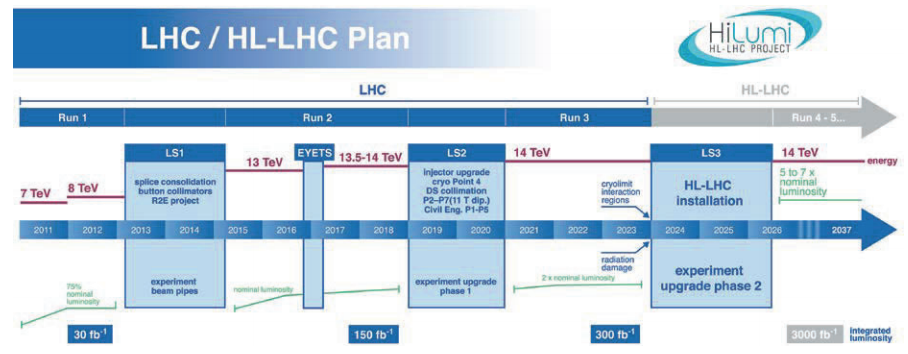 LHC / HL-LHC Plan
HiLumi
HL-LHC PROJECT
LHC
HL-LHC
Run 1
Run 2
Run 3
Run 4 - 5...
LS1
EYETS
LS2
LS3
13 TeV
13.5-14 TeV
14 TeV
14 TeV
energy
7 TeV
8 TeV
splice consolidation
button collimators
R2E project
injector upgrade
cryo Point 4
DS collimation
P2-P7(11 T dip.)
Civil Eng. P1-P5
cryolimit
interaction
regions
HL-LHC
installation
5 to 7 x
nominal
luminosity
2011 2012 2013 2014 2015 2016 2017 2018 2019 2020 2021 2022 2023 2024 2025 2026 2037
radiation
damage
75%
nominal
luminosity
experiment
beam pipes
nominal luminosity
experiment upgrade
phase 1
2 x nominal luminosity
experiment
upgrade phase 2
30 fb-1
150 fb-1
300 fb-1
3000 fb-1
integrated
luminosity